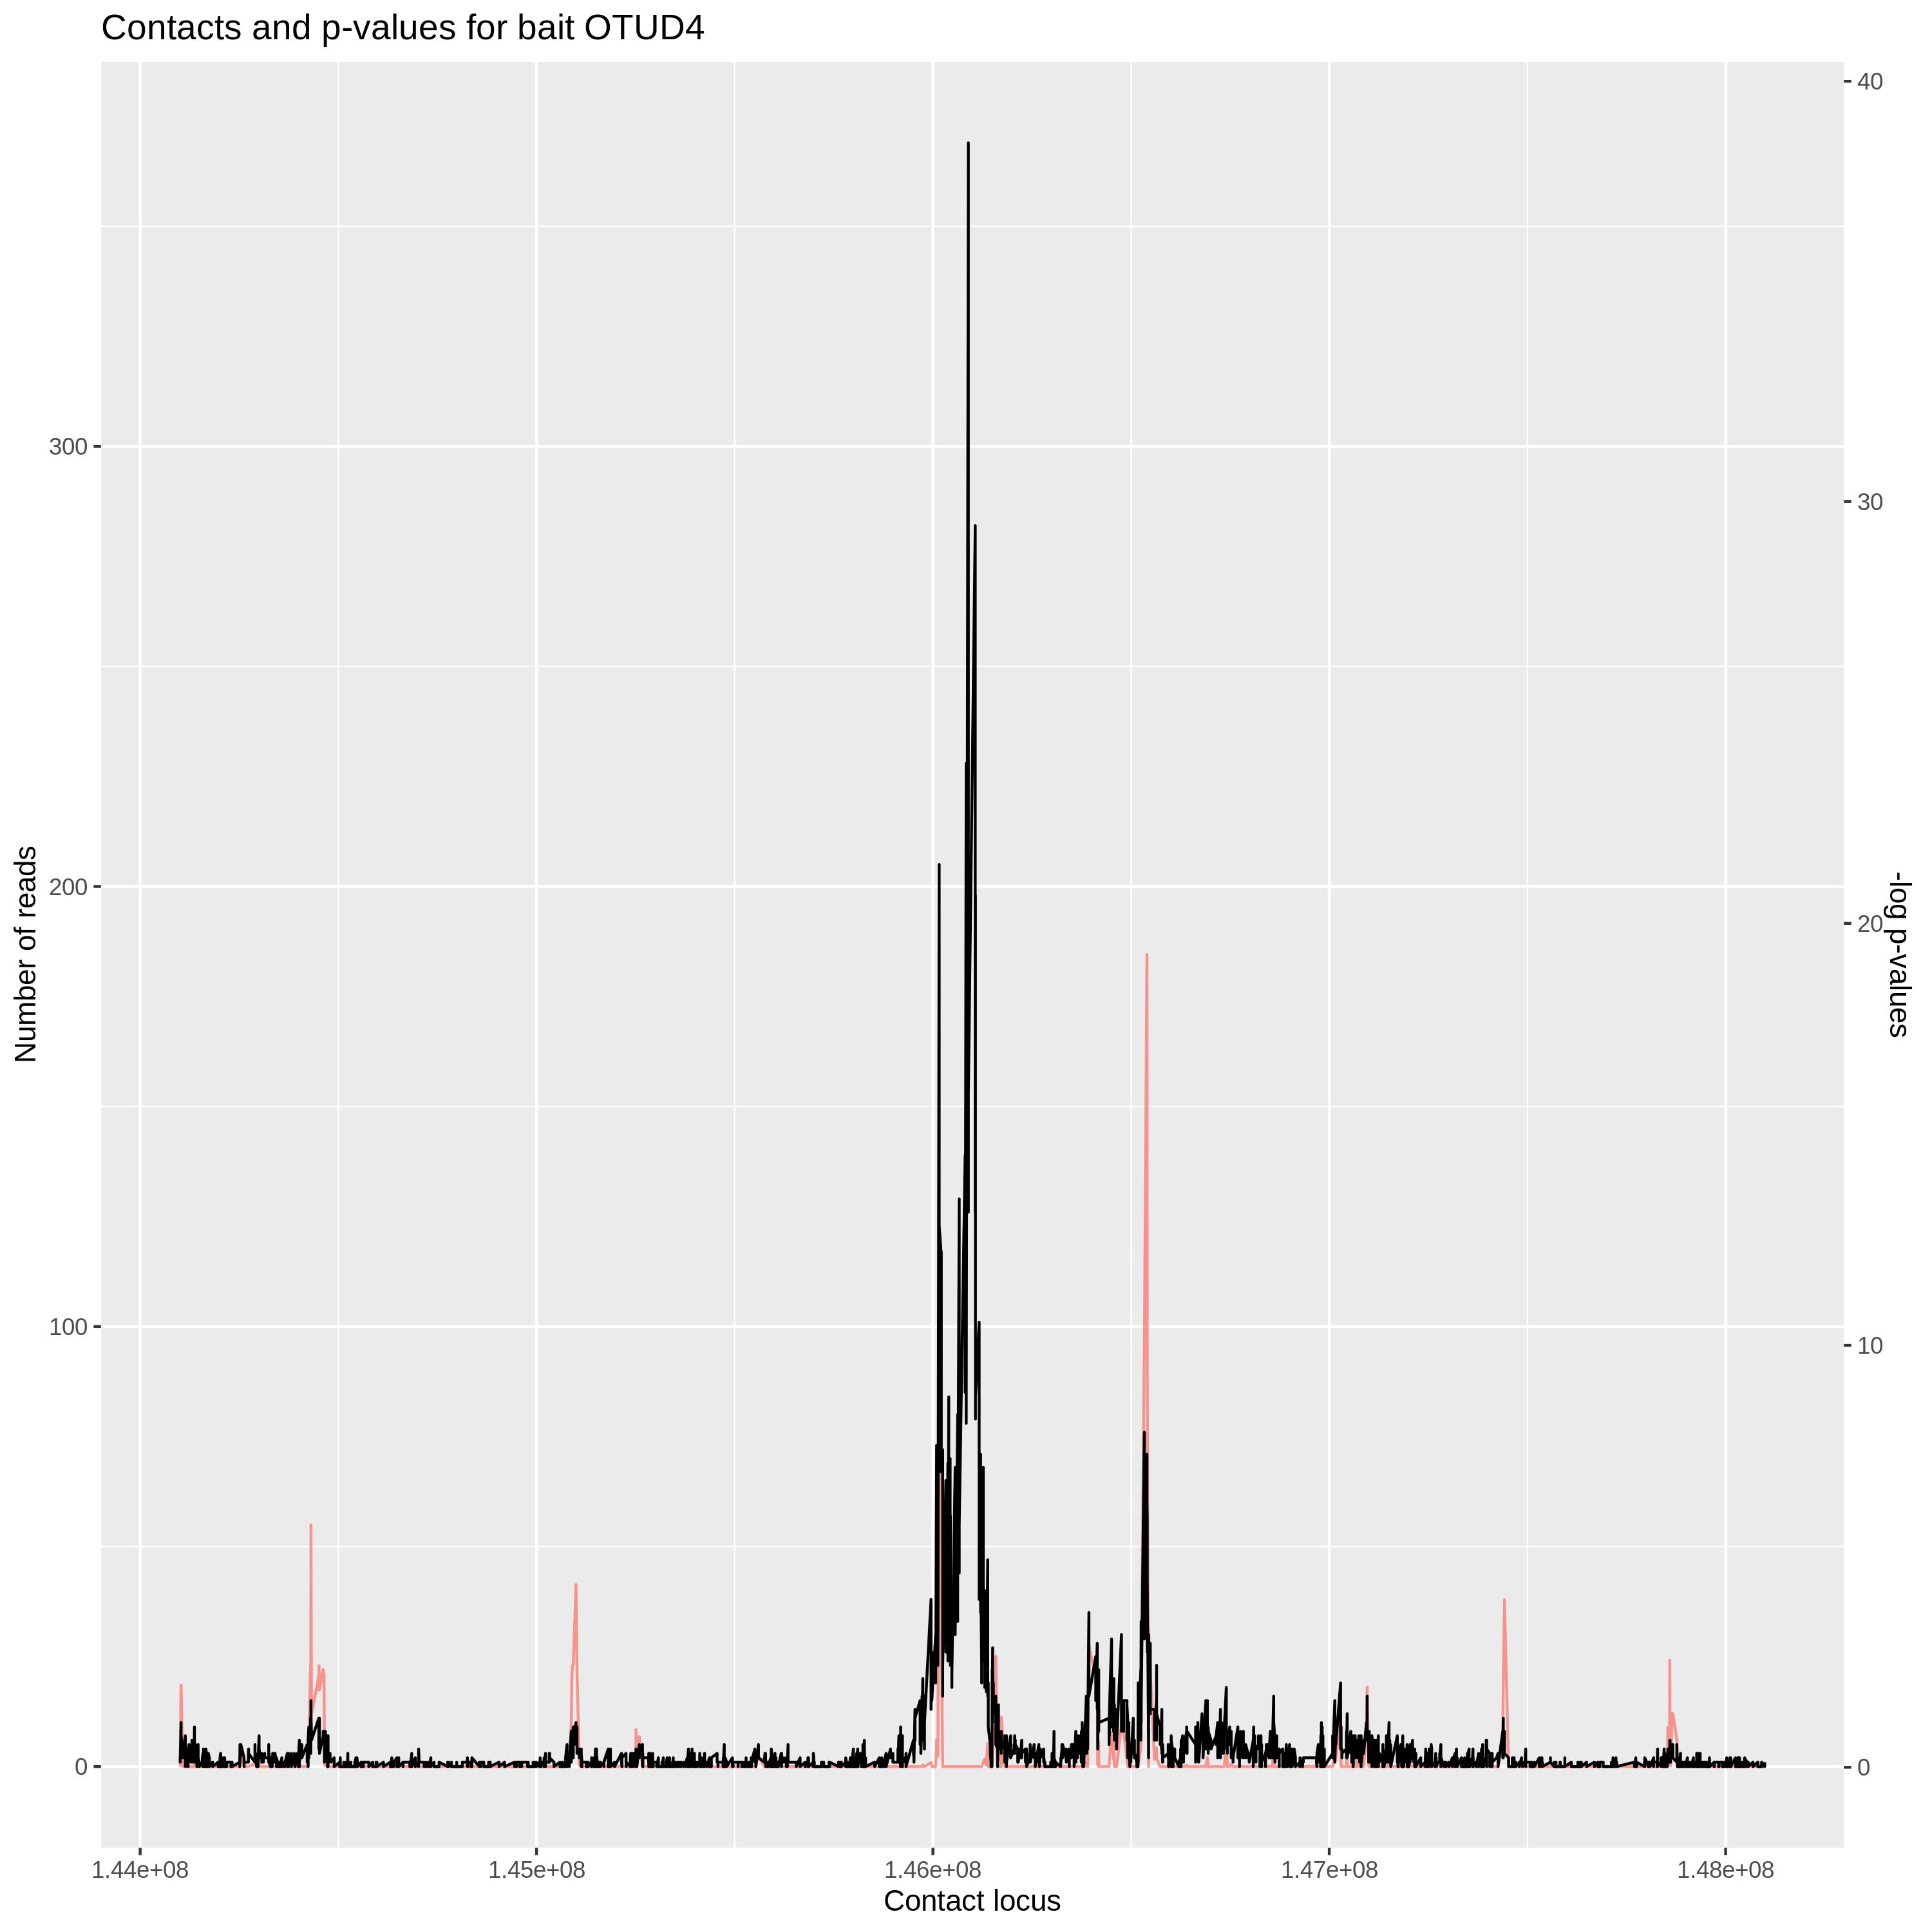 Contacts and p-values for bait OTUD4
Number of reads
300
200
100
0
40
30
20
10
0
-log p-values
1.44e+08
1.45e+08
1.46e+08
1.47e+08
1.48e+08
Contact locus